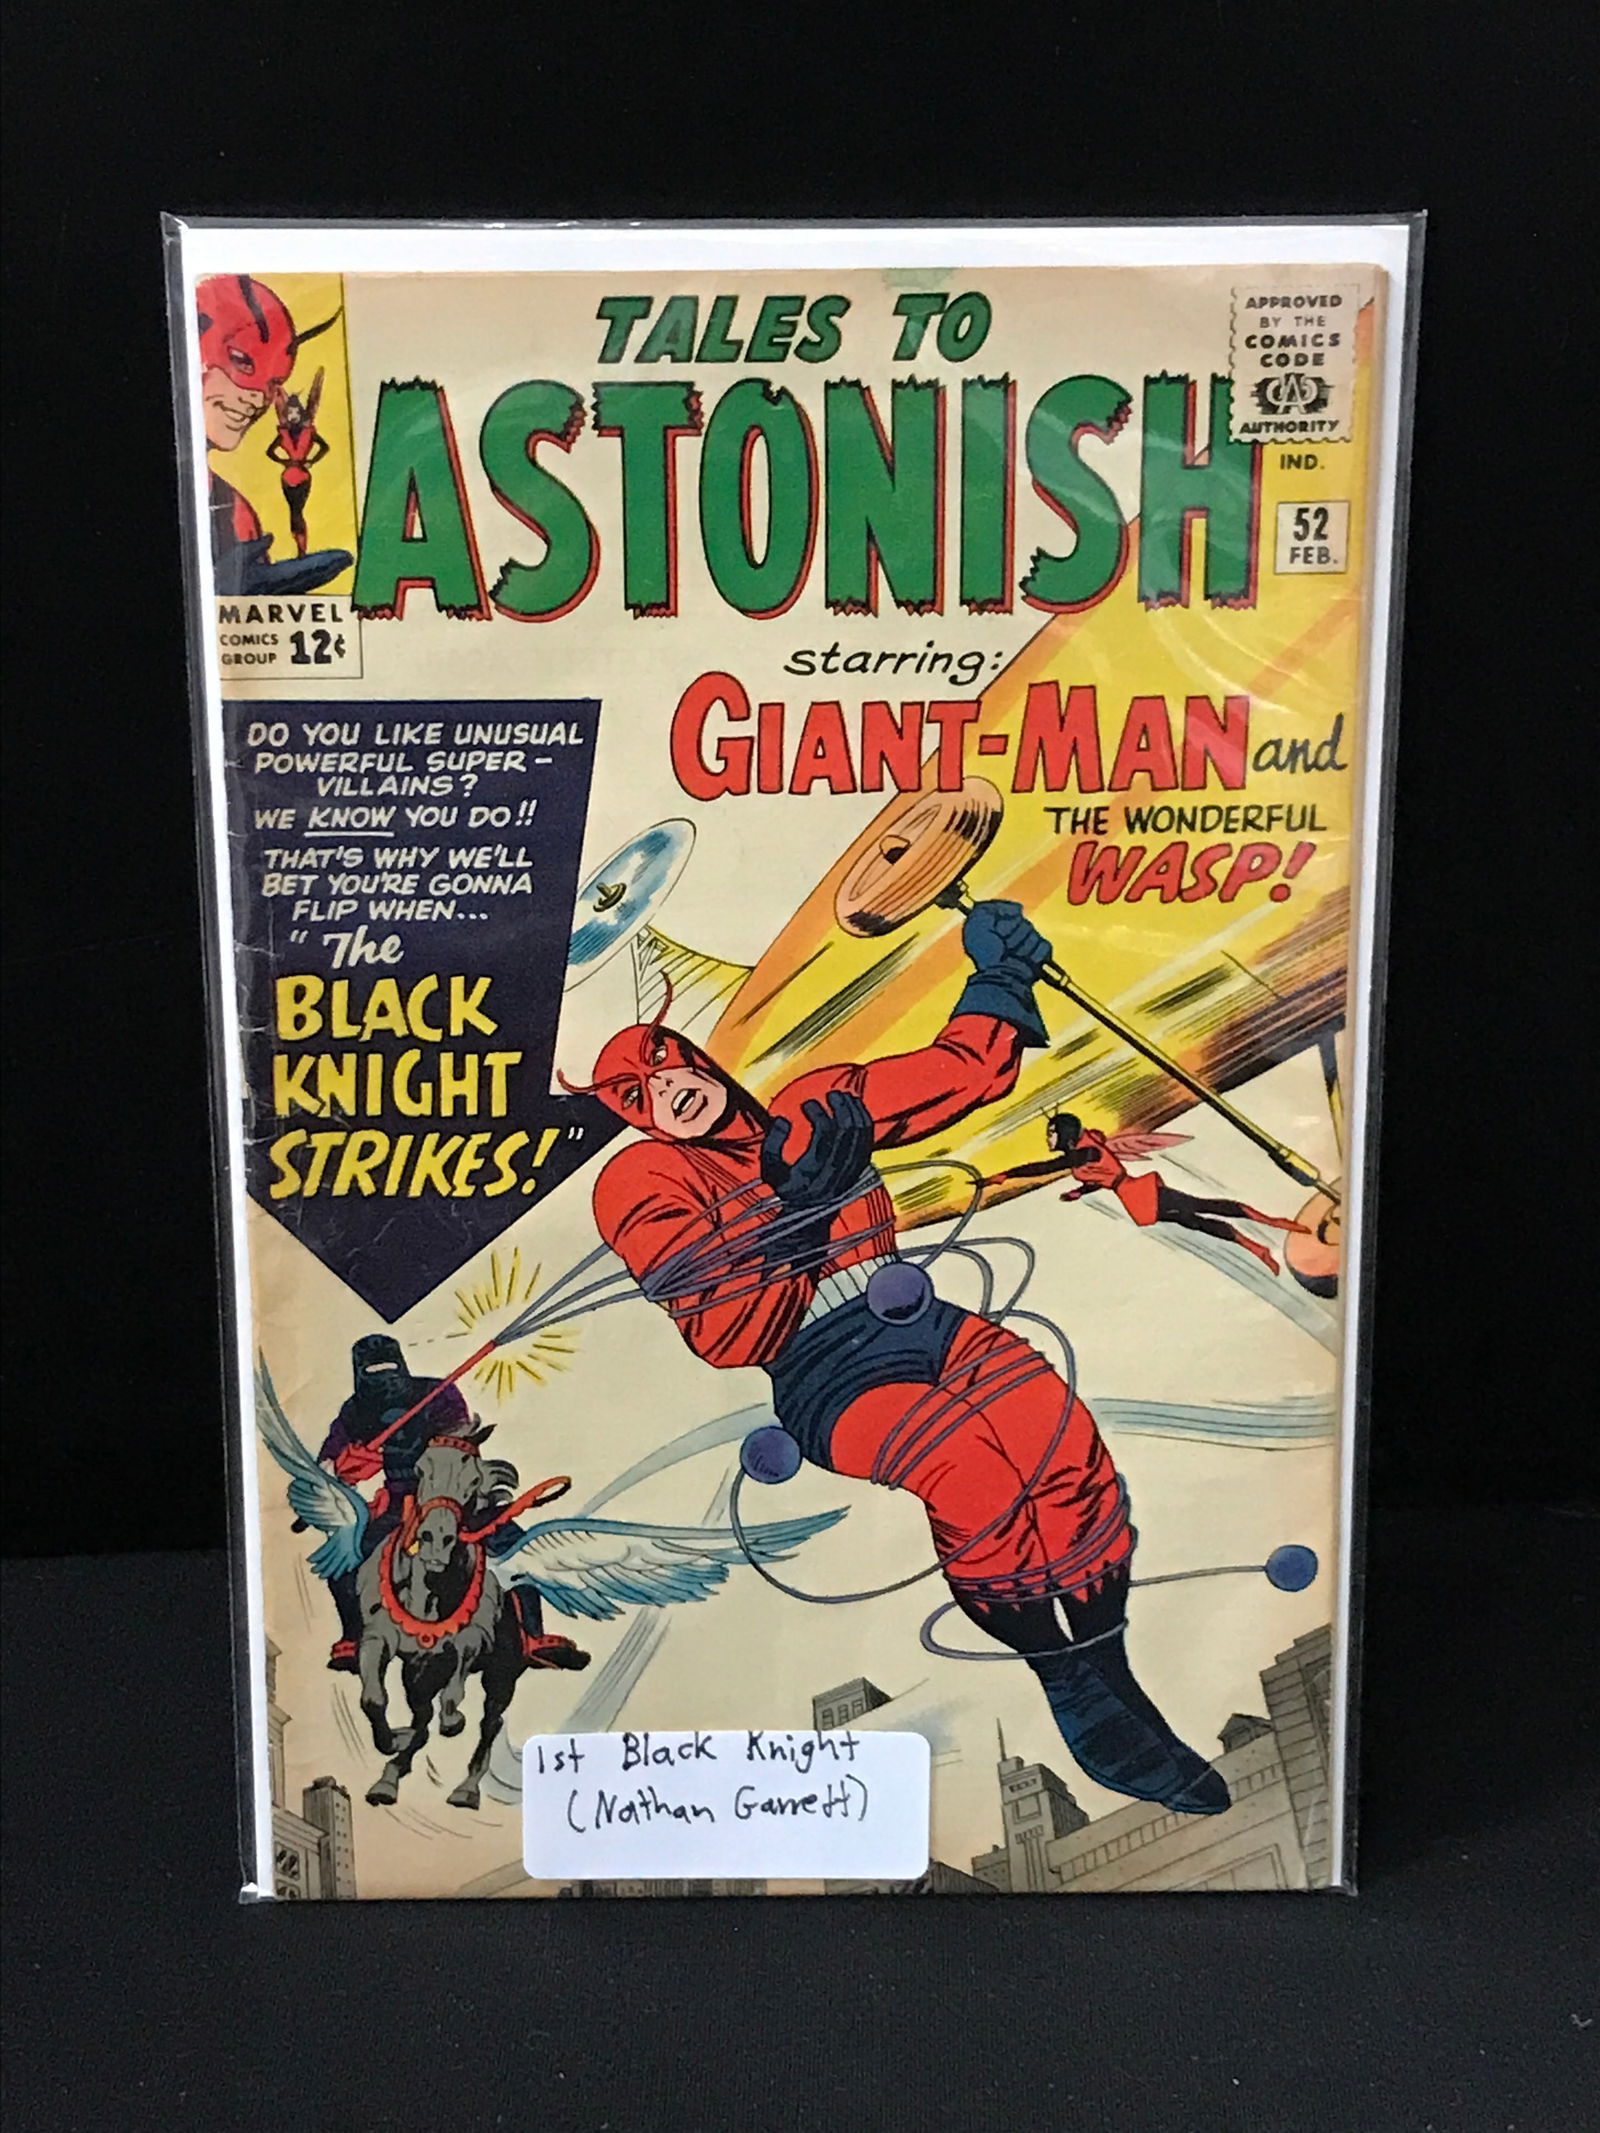 TALES TO
ASTONISH
APPROVED
BY THE
COMICS
CODE
CA
AUTHORITY
IND.
52
FEB.
MARVEL
COMICS
GROUP 12¢
starring:
GIANT-MAN and
THE WONDERFUL
WASP!
DO YOU LIKE UNUSUAL
POWERFUL SUPER-
VILLAINS?
WE KNOW YOU DO!!
THAT'S WHY WE'LL
BET YOU'RE GONNA
FLIP WHEN...
"The
BLACK
KNIGHT
STRIKES!"
1st Black Knight
(Nathan Garrett)